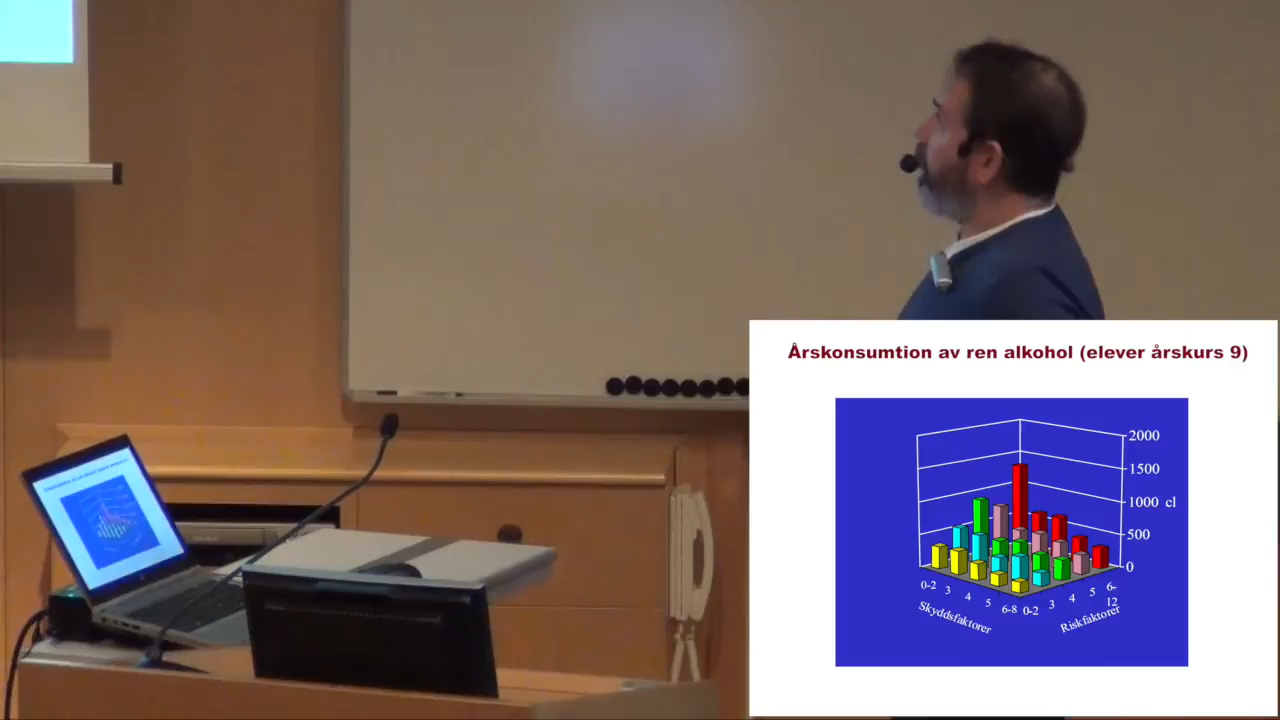 Årskonsumtion av ren alkohol (elever årskurs 9)
2000
1500
1000 cl
500
0
0-2 3 4 5 6-8
0-2 3 4 5 6-12
Skyddsfaktorer
Riskfaktorer